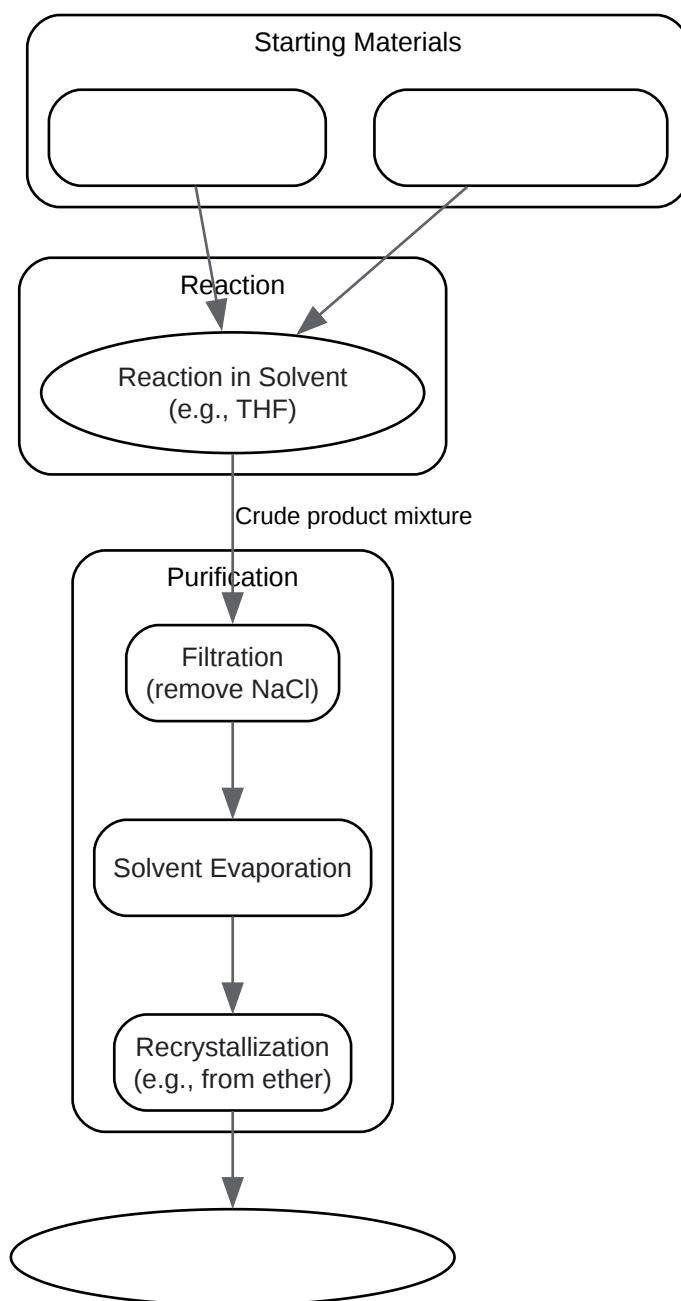 Starting Materials
Reaction
Reaction in Solvent
(e.g., THF)
Crude product mixture
Purification
Filtration
(remove NaCl)
Solvent Evaporation
Recrystallization
(e.g., from ether)